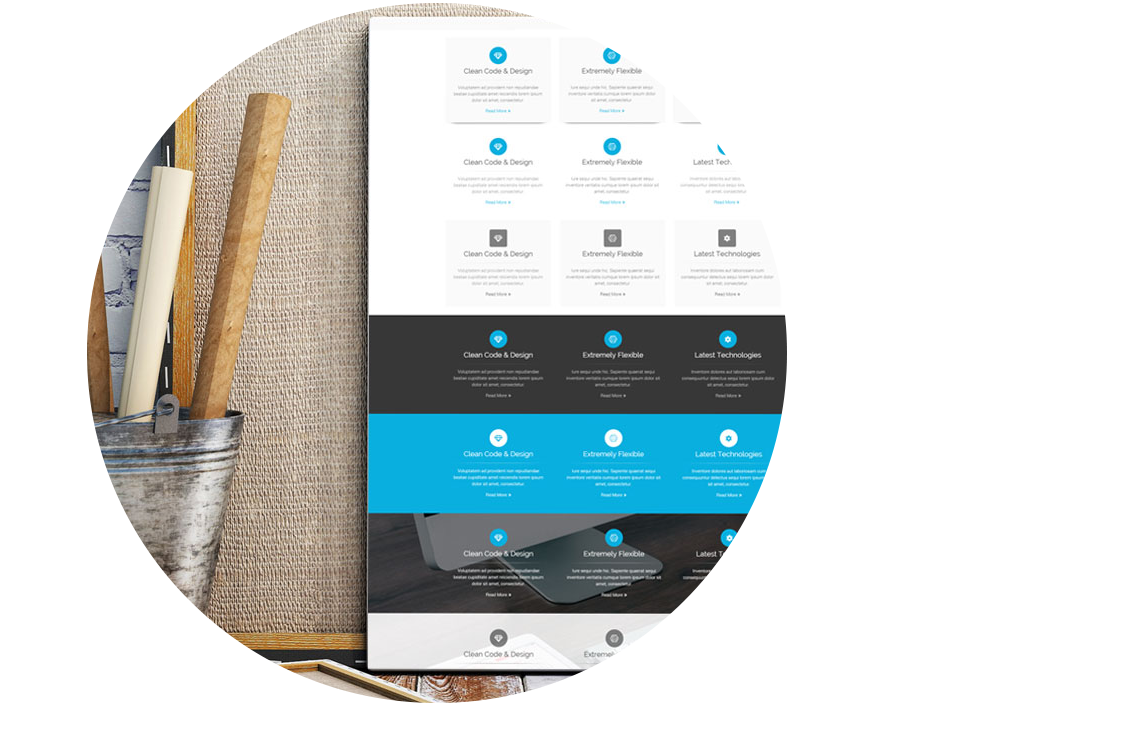 Clean Code & Design
Voluptatem ad provident non repudiandae
beatae cupiditate amet reiciendis lorem ipsum
dolor sit amet, consectetur
Read More »
Extremely Flexible
Iure sequi unde hic. Sapiente quaerat sequi
inventore veritatis cumque lorem ipsum dolor sit
amet, consectetur
Read More »
Clean Code & Design
Voluptatem ad provident non repudiandae
beatae cupiditate amet reiciendis lorem ipsum
dolor sit amet, consectetur
Read More »
Extremely Flexible
Iure sequi unde hic. Sapiente quaerat sequi
inventore veritatis cumque lorem ipsum dolor sit
amet, consectetur
Read More »
Latest Tech
Inventore dolores aut labo
consequuntur delectus sequi lore
sit amet, consectetur
Read More »
Clean Code & Design
Voluptatem ad provident non repudiandae
beatae cupiditate amet reiciendis lorem ipsum
dolor sit amet, consectetur
Read More »
Extremely Flexible
Iure sequi unde hic. Sapiente quaerat sequi
inventore veritatis cumque lorem ipsum dolor sit
amet, consectetur
Read More »
Latest Technologies
Inventore dolores aut laboriosam cum
consequuntur delectus sequi lorem ipsum dolor
sit amet, consectetur
Read More »
Clean Code & Design
Voluptatem ad provident non repudiandae
beatae cupiditate amet reiciendis lorem ipsum
dolor sit amet, consectetur
Read More »
Extremely Flexible
Iure sequi unde hic. Sapiente quaerat sequi
inventore veritatis cumque lorem ipsum dolor sit
amet, consectetur
Read More »
Latest Technologies
Inventore dolores aut laboriosam cum
consequuntur delectus sequi lorem ipsum dolor
sit amet, consectetur
Read More »
Clean Code & Design
Voluptatem ad provident non repudiandae
beatae cupiditate amet reiciendis lorem ipsum
dolor sit amet, consectetur
Read More »
Extremely Flexible
Iure sequi unde hic. Sapiente quaerat sequi
inventore veritatis cumque lorem ipsum dolor sit
amet, consectetur
Read More »
Latest Technologies
Inventore dolores aut laboriosam cum
consequuntur delectus sequi lorem ipsum
sit amet, consectetur
Read More »
Clean Code & Design
Voluptatem ad provident non repudiandae
beatae cupiditate amet reiciendis lorem ipsum
dolor sit amet, consectetur
Read More »
Extremely Flexible
Iure sequi unde hic. Sapiente quaerat sequi
inventore veritatis cumque lorem ipsum dolor sit
amet, consectetur
Read More »
Latest T
Clean Code & Design
Extrem